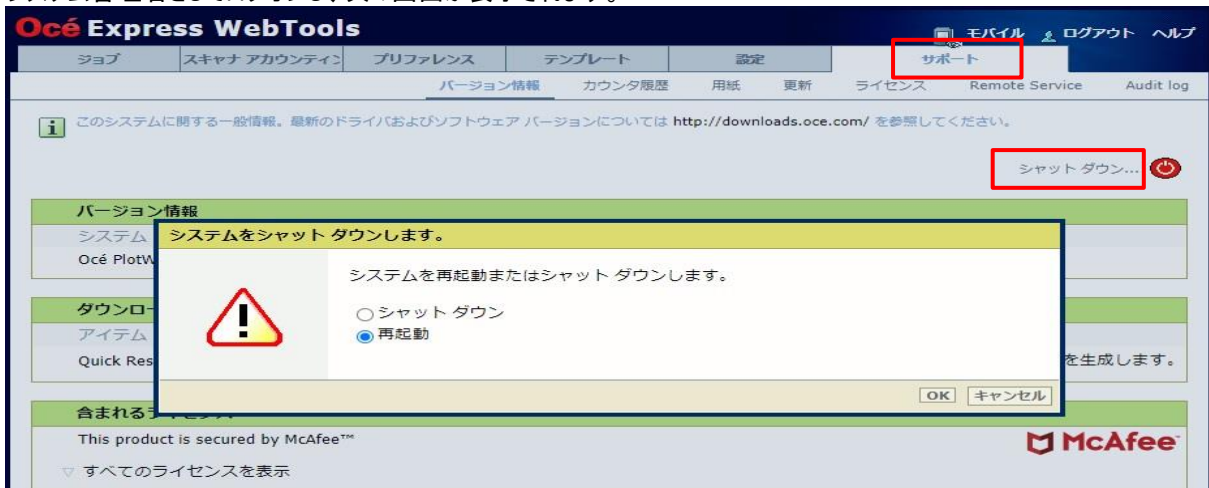 Océ Express WebTools
モバイル ログアウト ヘルプ
ジョブ スキャナ アカウンティン プリファレンス テンプレート 設定 サポート
バージョン情報 カウンタ履歴 用紙 更新 ライセンス Remote Service Audit log
このシステムに関する一般情報。最新のドライバおよびソフトウェア バージョンについては http://downloads.oce.com/ を参照してください。
シャット ダウン...
バージョン情報
システム
Océ PlotW
システムをシャット ダウンします。
システムを再起動またはシャット ダウンします。
シャット ダウン
再起動
OK キャンセル
ダウンロー
アイテム
Quick Res
を生成します。
含まれる
This product is secured by McAfee™
McAfee
すべてのライセンスを表示